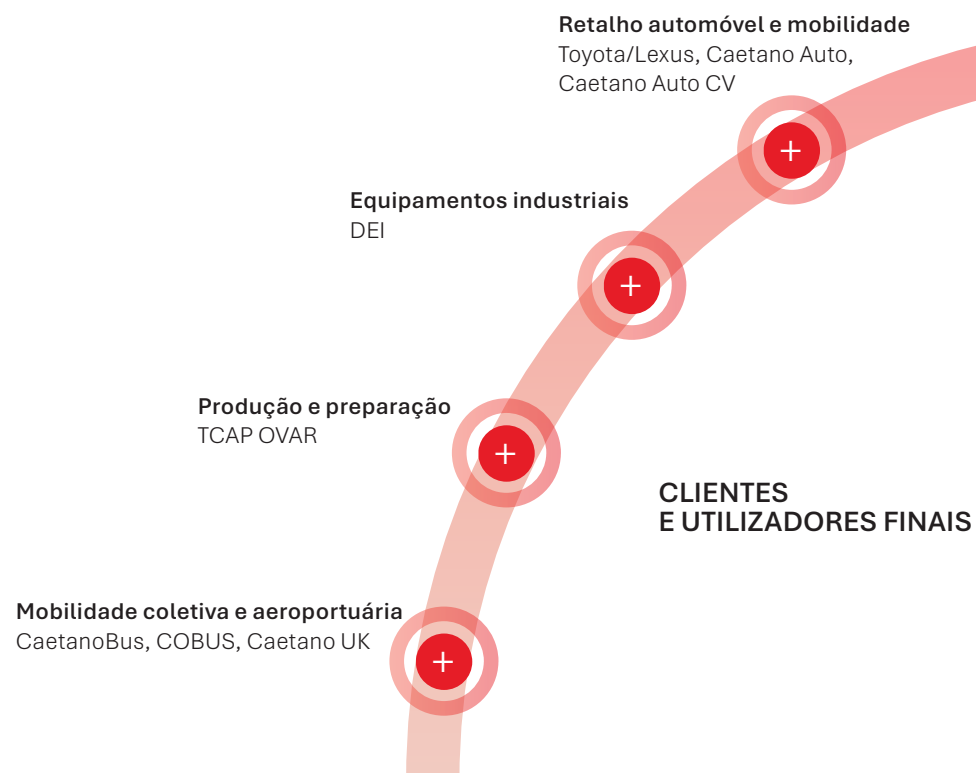 Retalho automóvel e mobilidade
Toyota/Lexus, Caetano Auto,
Caetano Auto CV
Equipamentos industriais
DEI
Produção e preparação
TCAP OVAR
CLIENTES
E UTILIZADORES FINAIS
Mobilidade coletiva e aeroportuária
CaetanoBus, COBUS, Caetano UK